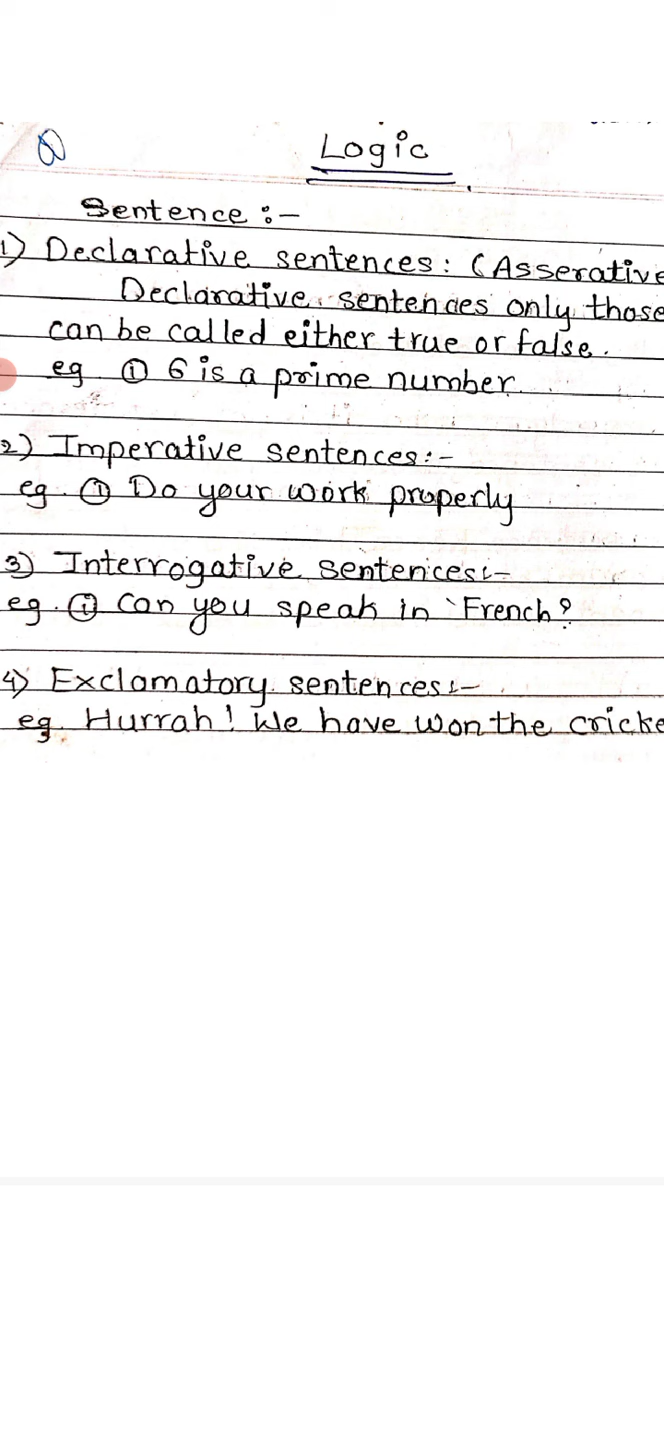 Logic
Sentence :-
1) Declarative sentences: (Asserative
Declarative sentences only those
can be called either true or false.
eg ① 6 is a prime number.
2) Imperative sentences:-
eg. ① Do your work properly
3) Interrogative sentences:-
eg. ① Can you speak in French?
4) Exclamatory sentences:-
eg. Hurrah! We have won the cricke